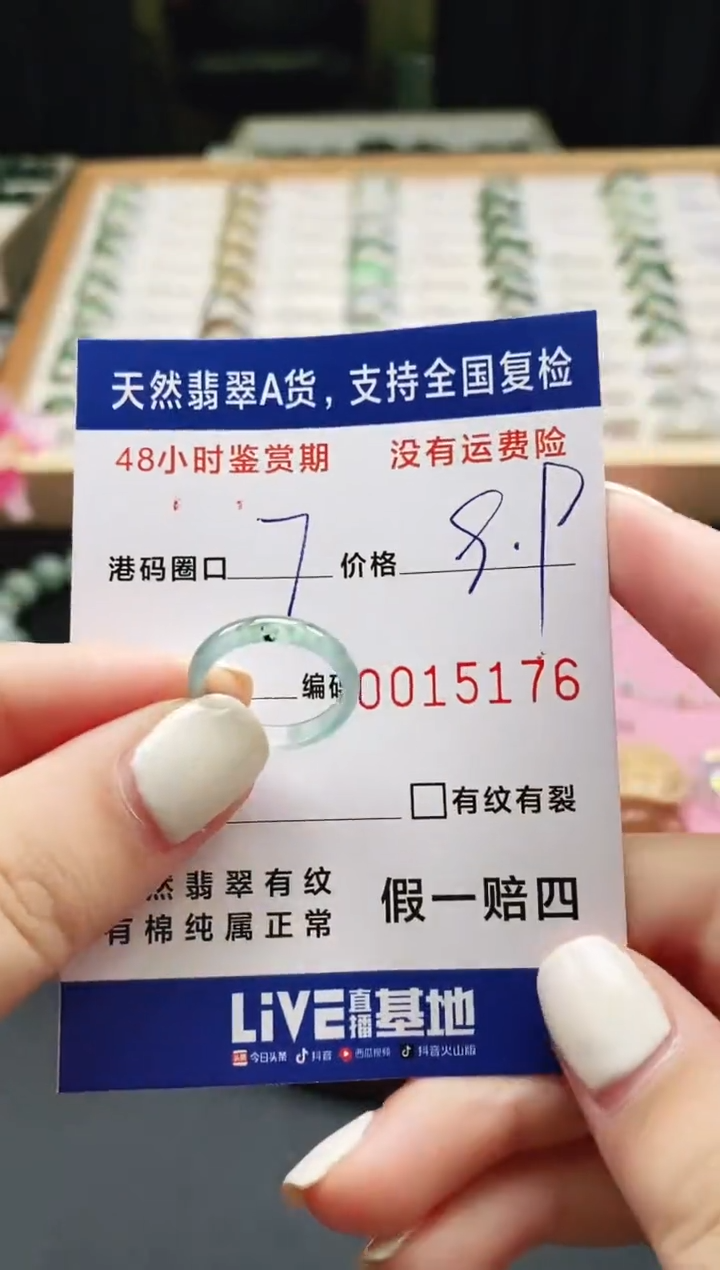 天然翡翠A货，支持全国复检
48小时鉴赏期 没有运费险
港码圈口 7 价格 8.P
编码 0015176
有纹有裂
然翡翠有纹
有棉纯属正常
假一赔四
LiVE直播基地
头条 今日头条 抖音 西瓜视频 抖音火山版